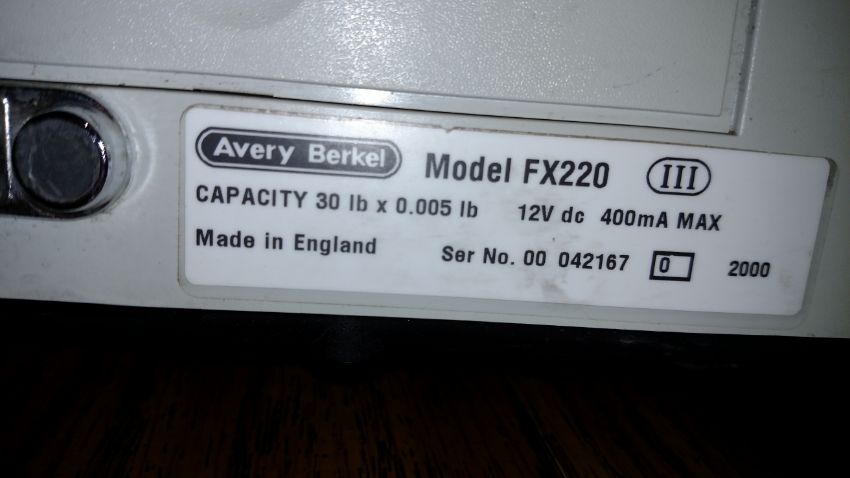 Avery Berkel Model FX220 III
CAPACITY 30 lb x 0.005 lb 12V dc 400mA MAX
Made in England Ser No. 00 042167 0 2000